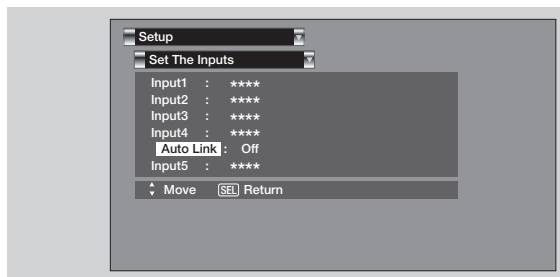 Setup
Set The Inputs
Input1 : ****
Input2 : ****
Input3 : ****
Input4 : ****
Auto Link : Off
Input5 : ****
Move SEL Return